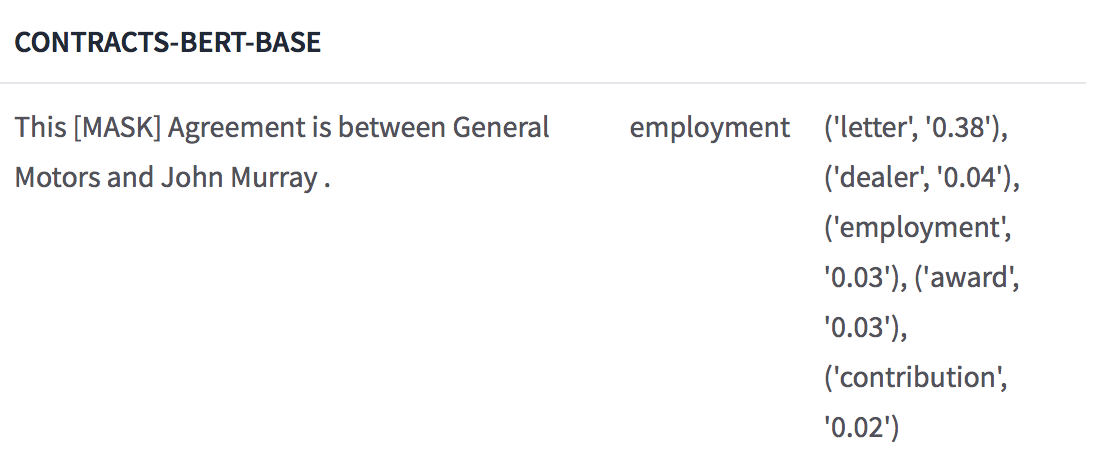 CONTRACTS-BERT-BASE
This [MASK] Agreement is between General
Motors and John Murray .
employment
('letter', '0.38'),
('dealer', '0.04'),
('employment',
'0.03'), ('award',
'0.03'),
('contribution',
'0.02')